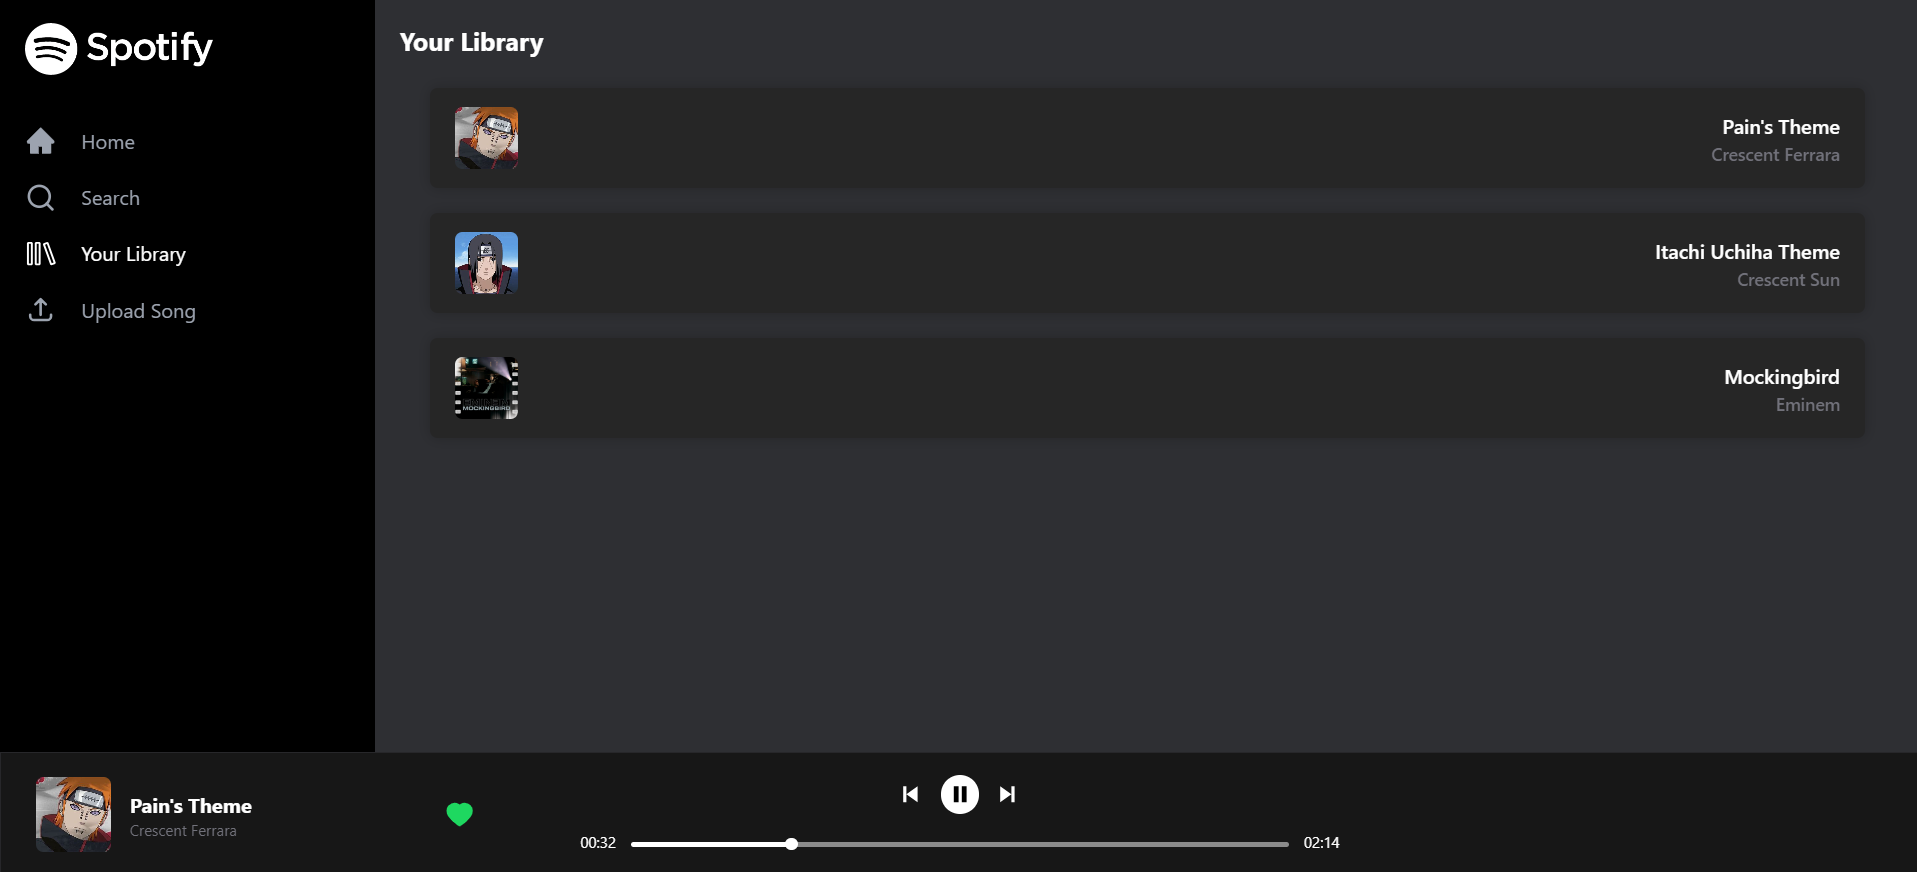 Spotify
Home
Search
Your Library
Upload Song
Your Library
Pain's Theme
Crescent Ferrara
Itachi Uchiha Theme
Crescent Sun
MOCKINGBIRD
Mockingbird
Eminem
Pain's Theme
Crescent Ferrara
00:32
02:14